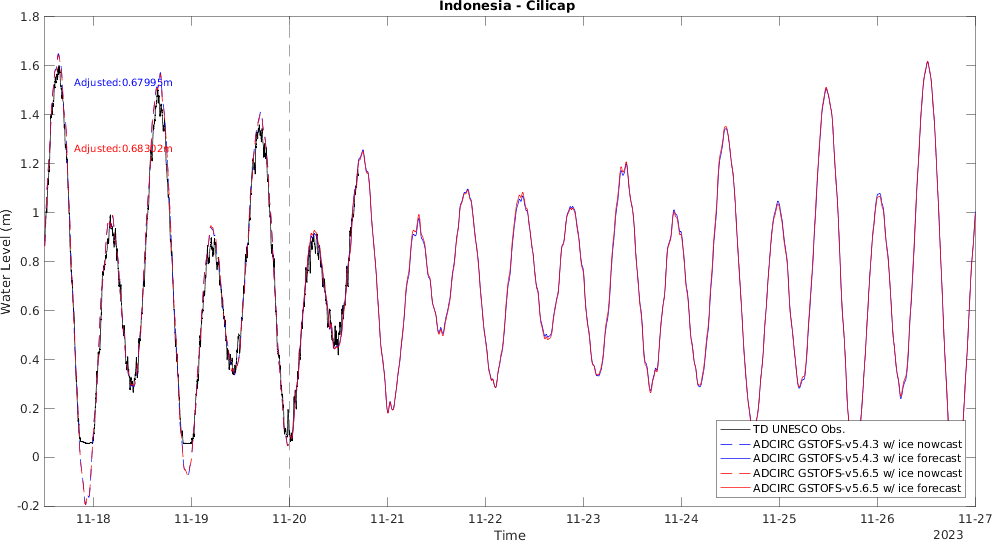 Indonesia - Cilicap
Water Level (m)
1.8
1.6
1.4
1.2
1
0.8
0.6
0.4
0.2
0
-0.2
Adjusted:0.67995m
Adjusted:0.68302m
TD UNESCO Obs.
ADCIRC GSTOFS-v5.4.3 w/ ice nowcast
ADCIRC GSTOFS-v5.4.3 w/ ice forecast
ADCIRC GSTOFS-v5.6.5 w/ ice nowcast
ADCIRC GSTOFS-v5.6.5 w/ ice forecast
11-18 11-19 11-20 11-21 11-22 11-23 11-24 11-25 11-26 11-27
Time
2023